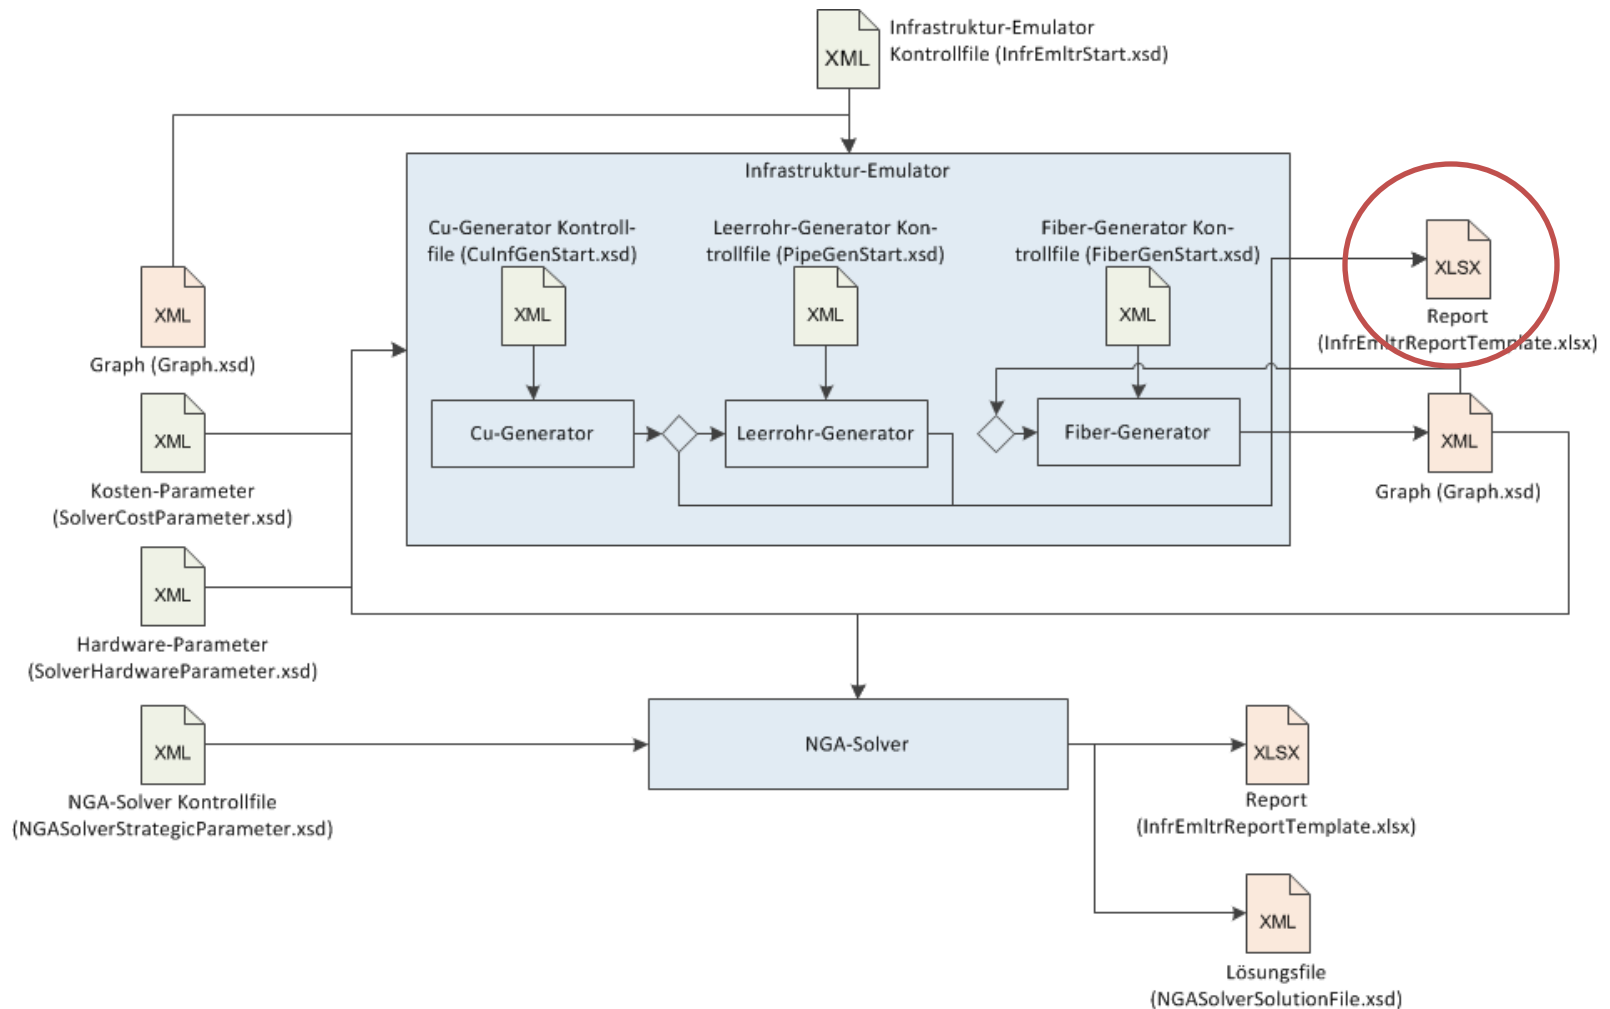 Infrastruktur-Emulator
Kontrollfile (InfrEmltrStart.xsd)
XML
Infrastruktur-Emulator
Cu-Generator Kontroll-
file (CuInfGenStart.xsd)
XML
Leerrohr-Generator Kon-
trollfile (PipeGenStart.xsd)
XML
Fiber-Generator Kon-
trollfile (FiberGenStart.xsd)
XML
XLSX
Report
(InfrEmltrReportTemplate.xlsx)
XML
Graph (Graph.xsd)
Cu-Generator
Leerrohr-Generator
Fiber-Generator
XML
Graph (Graph.xsd)
XML
Kosten-Parameter
(SolverCostParameter.xsd)
XML
Hardware-Parameter
(SolverHardwareParameter.xsd)
XML
NGA-Solver Kontrollfile
(NGASolverStrategicParameter.xsd)
NGA-Solver
XLSX
Report
(InfrEmltrReportTemplate.xlsx)
XML
Lösungsfile
(NGASolverSolutionFile.xsd)